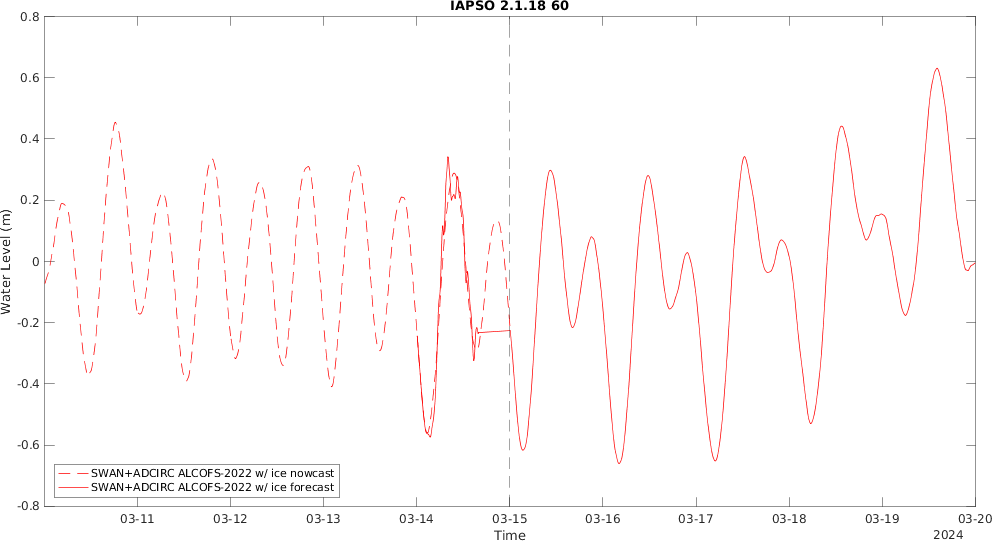 IAPSO 2.1.18 60
0.8
0.6
0.4
0.2
0
-0.2
-0.4
-0.6
-0.8
Water Level (m)
SWAN+ADCIRC ALCOFS-2022 w/ ice nowcast
SWAN+ADCIRC ALCOFS-2022 w/ ice forecast
03-11 03-12 03-13 03-14 03-15 03-16 03-17 03-18 03-19 03-20
Time
2024